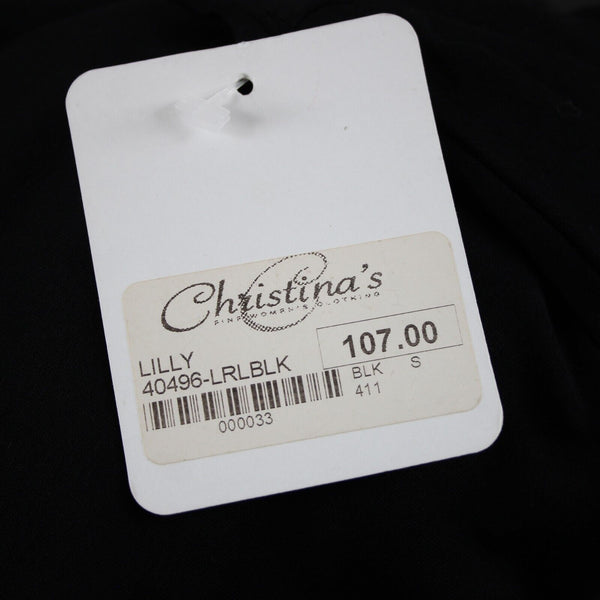 Christina's
FINE WOMEN'S CLOTHING
107.00
LILLY
40496-LRLBLK
BLK S
411
000033